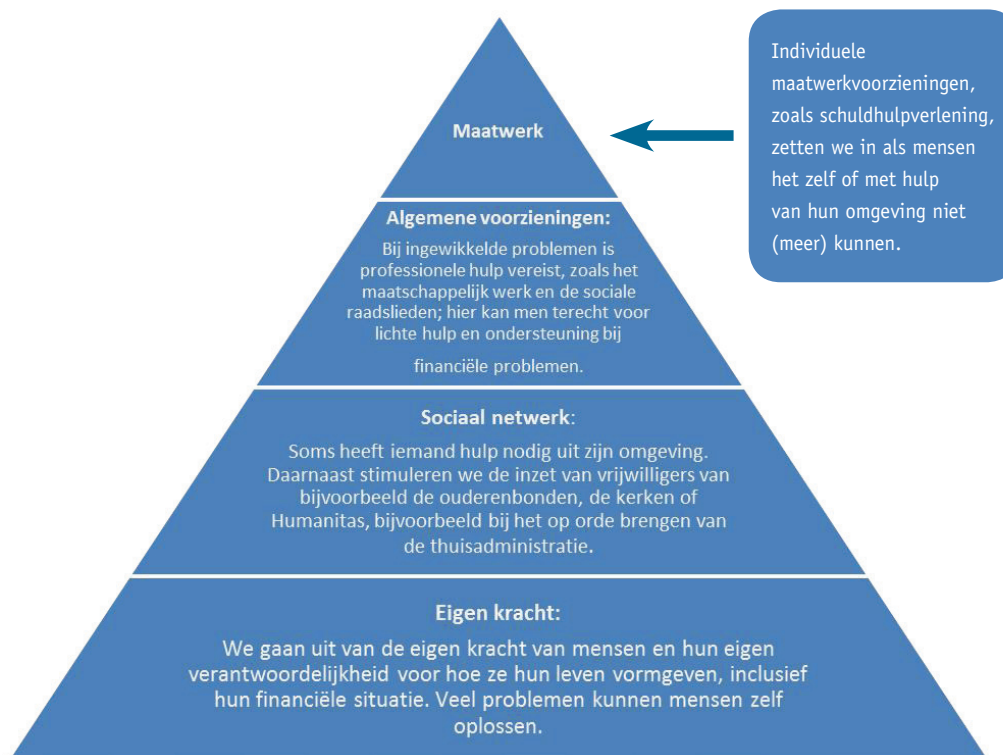 Maatwerk
Individuele
maatwerkvoorzieningen,
zoals schuldhulpverlening,
zetten we in als mensen
het zelf of met hulp
van hun omgeving niet
(meer) kunnen.
Algemene voorzieningen:
Bij ingewikkelde problemen is
professionele hulp vereist, zoals het
maatschappelijk werk en de sociale
raadslieden; hier kan men terecht voor
lichte hulp en ondersteuning bij
financiële problemen.
Sociaal netwerk:
Soms heeft iemand hulp nodig uit zijn omgeving.
Daarnaast stimuleren we de inzet van vrijwilligers van
bijvoorbeeld de ouderenbonden, de kerken of
Humanitas, bijvoorbeeld bij het op orde brengen van
de thuisadministratie.
Eigen kracht:
We gaan uit van de eigen kracht van mensen en hun eigen
verantwoordelijkheid voor hoe ze hun leven vormgeven, inclusief
hun financiële situatie. Veel problemen kunnen mensen zelf
oplossen.